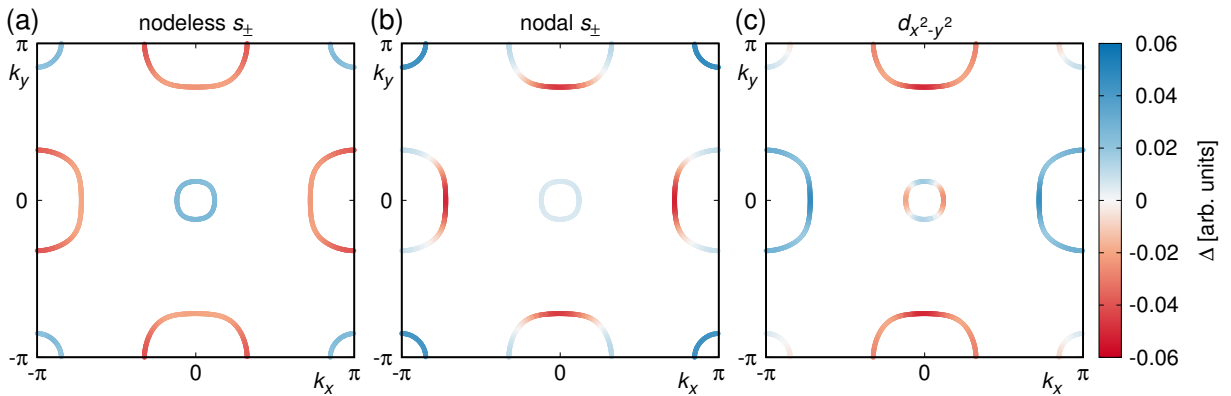 (a) nodeless s± (b) nodal s± (c) dx²-y²
π π π 0.06
ky ky ky 0.04
0.02
0 0 0 0
-0.02
-0.04
-π -π -π -0.06
-π 0 kx π -π 0 kx π -π 0 kx π
Δ [arb. units]